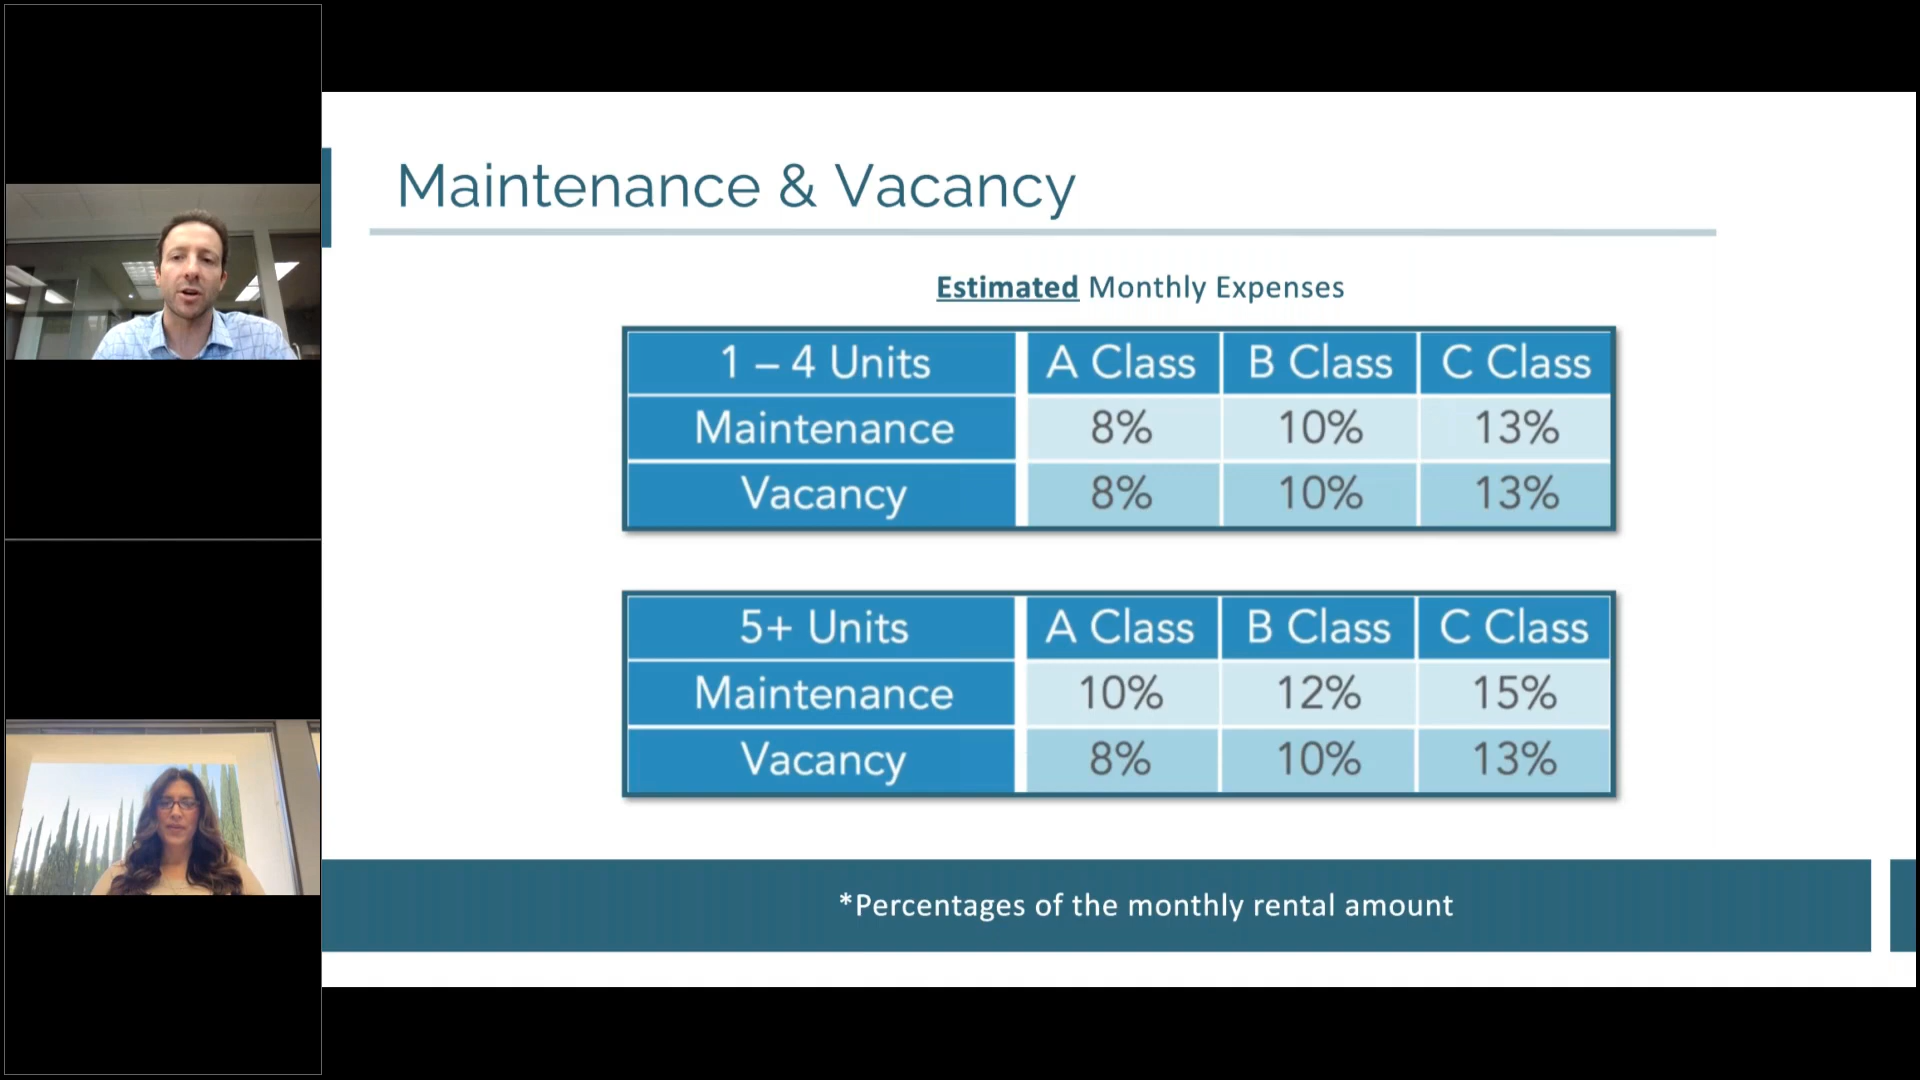 Maintenance & Vacancy
Estimated Monthly Expenses
1 – 4 Units A Class B Class C Class
Maintenance 8% 10% 13%
Vacancy 8% 10% 13%
5+ Units A Class B Class C Class
Maintenance 10% 12% 15%
Vacancy 8% 10% 13%
*Percentages of the monthly rental amount